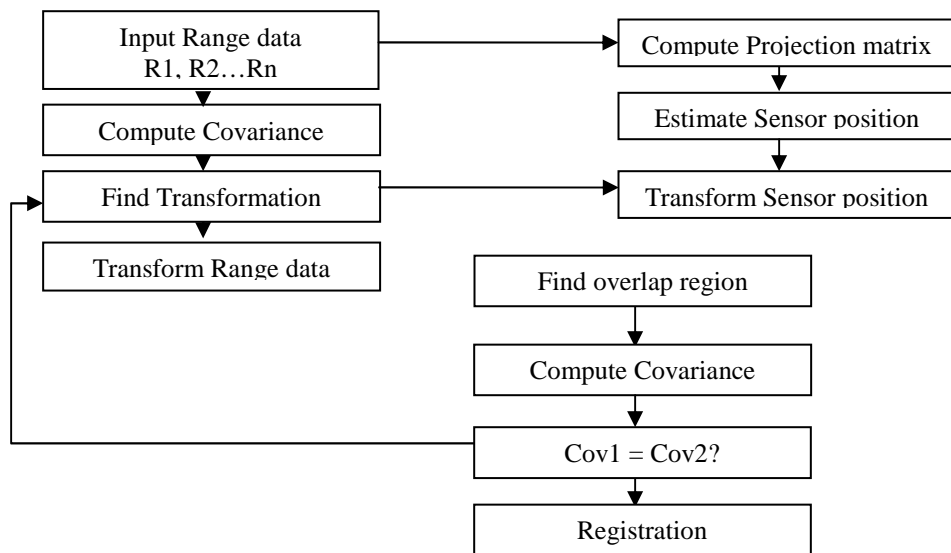 Input Range data
R1, R2…Rn
Compute Covariance
Find Transformation
Transform Range data
Compute Projection matrix
Estimate Sensor position
Transform Sensor position
Find overlap region
Compute Covariance
Cov1 = Cov2?
Registration